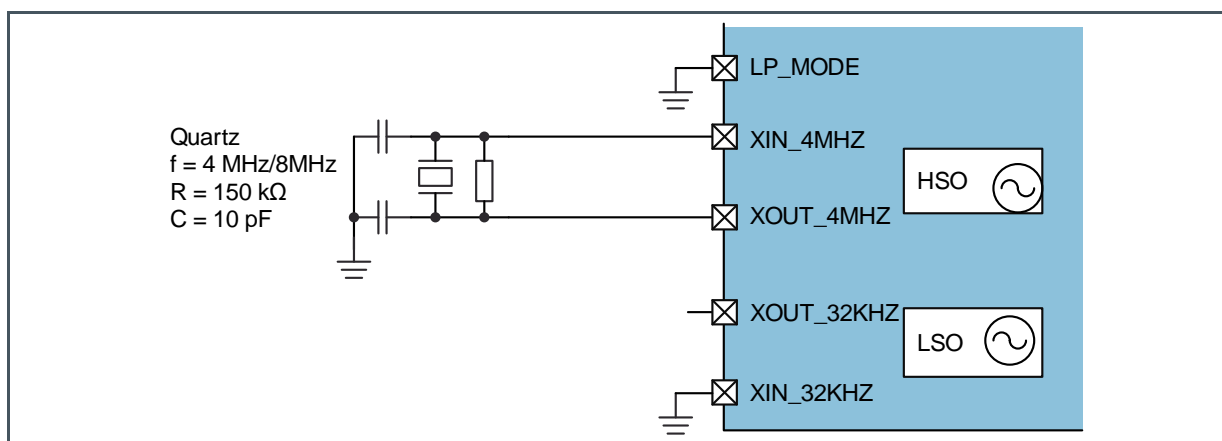 LP_MODE
Quartz
f = 4 MHz/8MHz
R = 150 kΩ
C = 10 pF
XIN_4MHZ
HSO
XOUT_4MHZ
XOUT_32KHZ
LSO
XIN_32KHZ